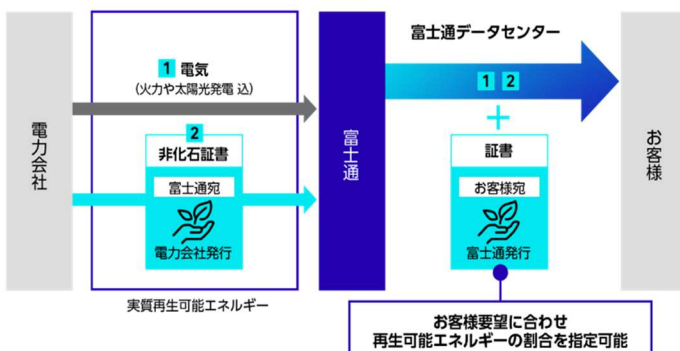 電力会社
1 電気
(火力や太陽光発電 込)
2
非化石証書
富士通宛
電力会社発行
実質再生可能エネルギー
富士通
富士通データセンター
1 2
+
証書
お客様宛
富士通発行
お客様
お客様要望に合わせ
再生可能エネルギーの割合を指定可能